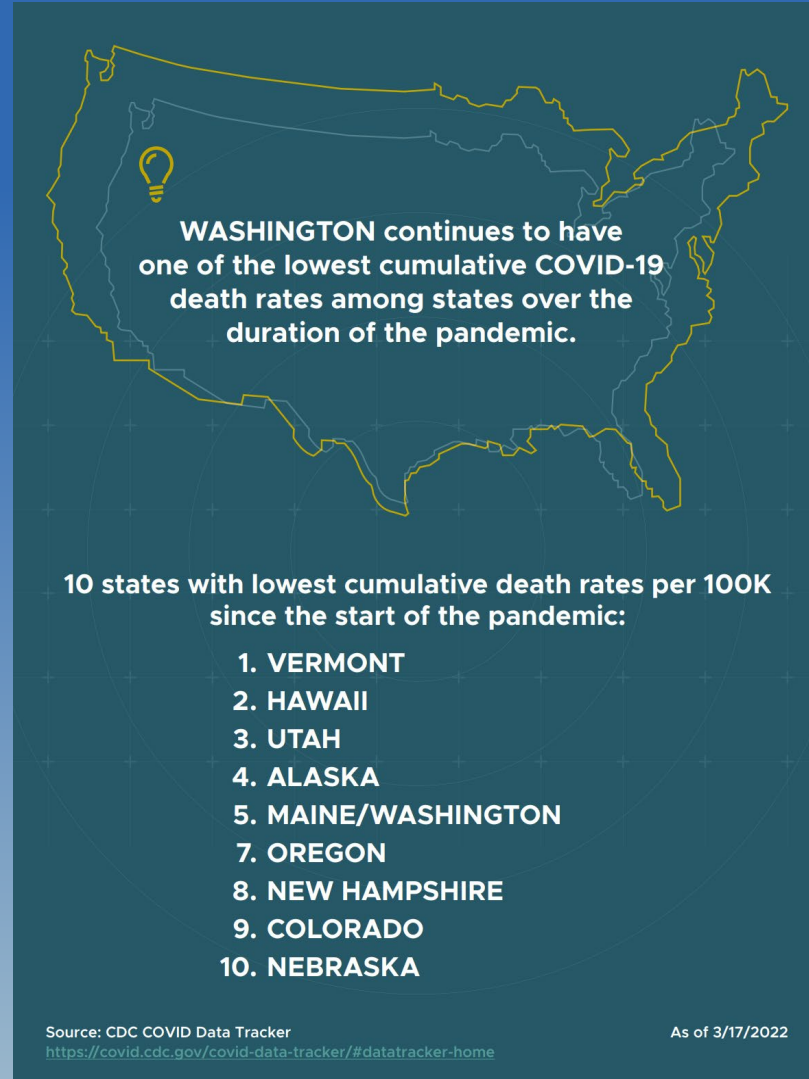 WASHINGTON continues to have
one of the lowest cumulative COVID-19
death rates among states over the
duration of the pandemic.
10 states with lowest cumulative death rates per 100K
since the start of the pandemic:
1. VERMONT
2. HAWAII
3. UTAH
4. ALASKA
5. MAINE/WASHINGTON
7. OREGON
8. NEW HAMPSHIRE
9. COLORADO
10. NEBRASKA
Source: CDC COVID Data Tracker
https://covid.cdc.gov/covid-data-tracker/#datatracker-home
As of 3/17/2022